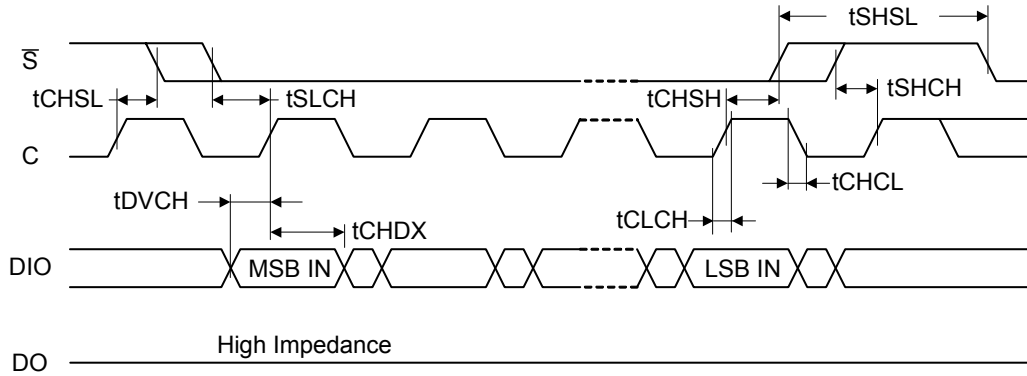 tSHSL
S̅
tCHSL
tSLCH
tCHSH
tSHCH
C
tDVCH
tCHDX
tCLCH
tCHCL
DIO
MSB IN
LSB IN
High Impedance
DO